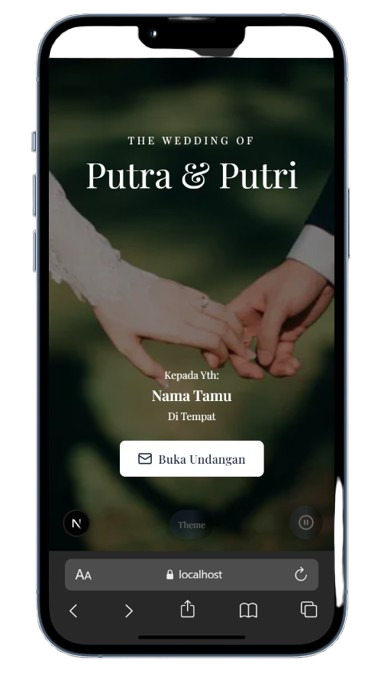 THE WEDDING OF
Putra & Putri
Kepada Yth:
Nama Tamu
Di Tempat
Buka Undangan
N
Theme
AA
localhost